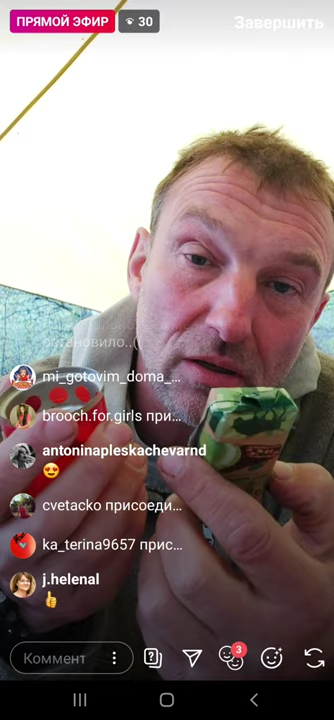 ПРЯМОЙ ЭФИР
30
Завершить
остановило..((
mi_gotovim_doma_...
brooch.for.girls при...
antoninapleskachevarnd
😍
cvetacko присоеди...
ka_terina9657 прис...
j.helenal
👍
Коммент
3